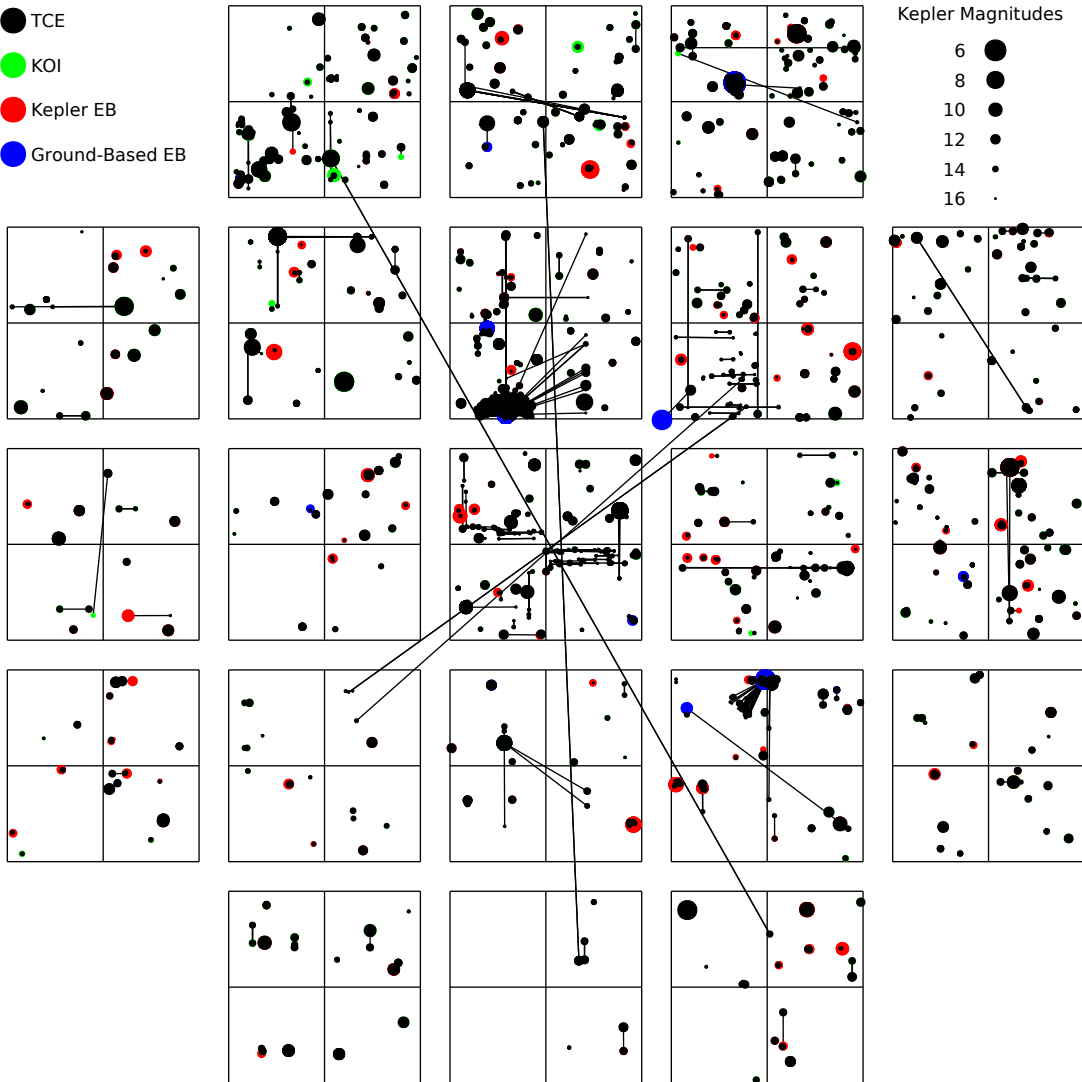 TCE
KOI
Kepler EB
Ground-Based EB
Kepler Magnitudes
6
8
10
12
14
16